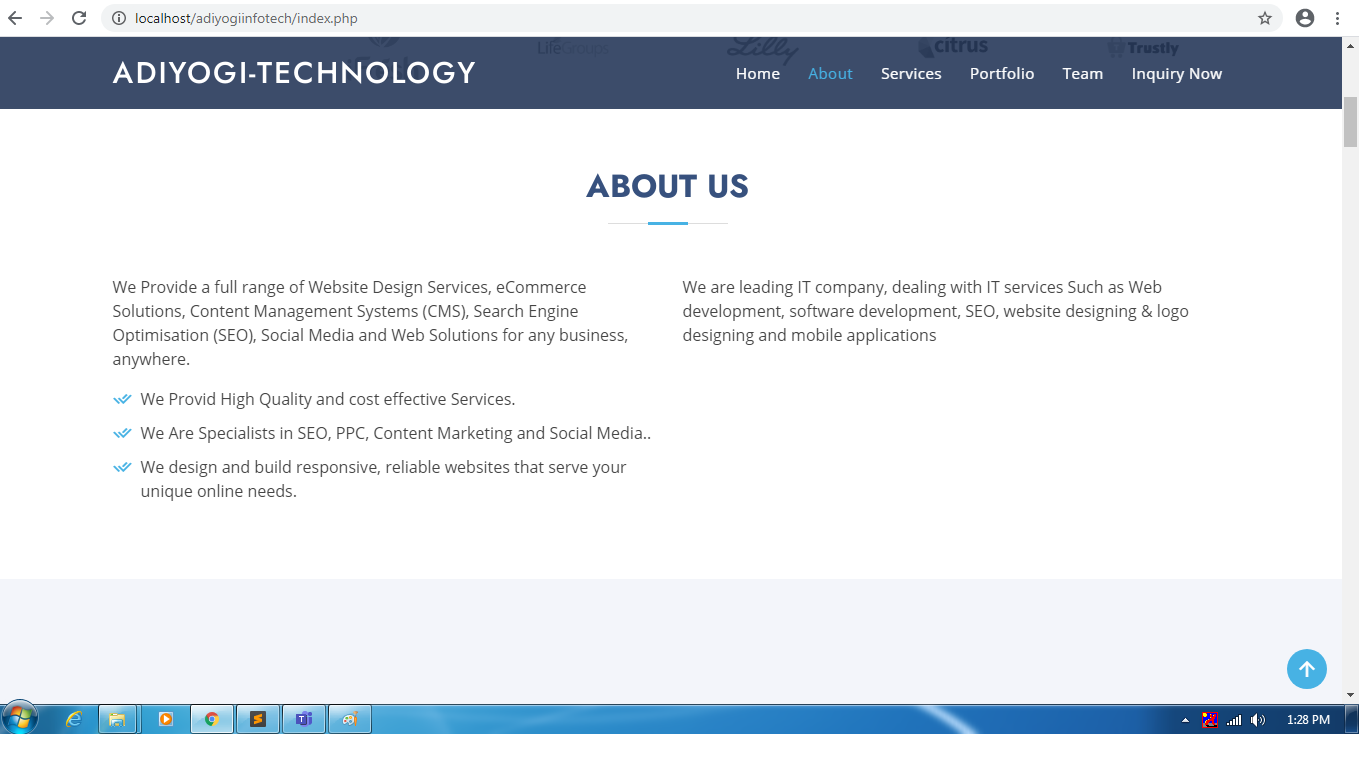 localhost/adiyogiinfotech/index.php
LifeGroups
Lilly
citrus
Trustly
ADIYOGI-TECHNOLOGY
Home About Services Portfolio Team Inquiry Now
ABOUT US
We Provide a full range of Website Design Services, eCommerce
Solutions, Content Management Systems (CMS), Search Engine
Optimisation (SEO), Social Media and Web Solutions for any business,
anywhere.
We Provid High Quality and cost effective Services.
We Are Specialists in SEO, PPC, Content Marketing and Social Media..
We design and build responsive, reliable websites that serve your
unique online needs.
We are leading IT company, dealing with IT services Such as Web
development, software development, SEO, website designing & logo
designing and mobile applications
1:28 PM